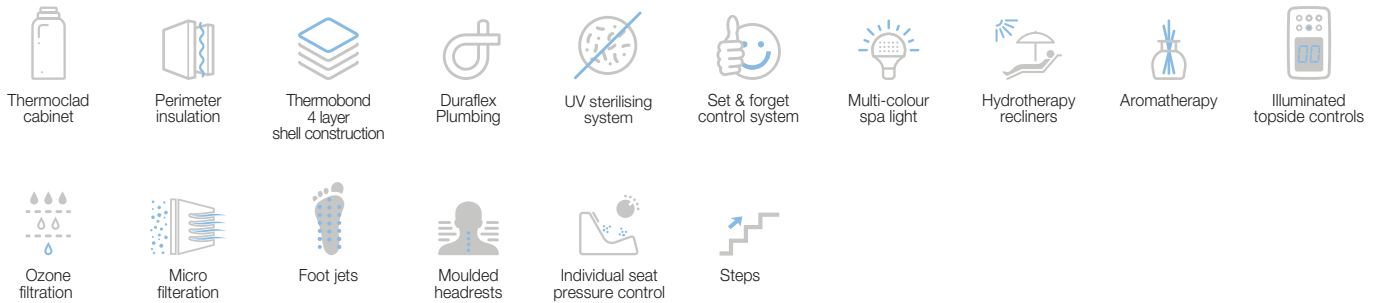 00
Thermoclad
cabinet
Perimeter
insulation
Thermobond
4 layer
shell construction
Duraflex
Plumbing
UV sterilising
system
Set & forget
control system
Multi-colour
spa light
Hydrotherapy
recliners
Aromatherapy
Illuminated
topside controls
Ozone
filtration
Micro
filteration
Foot jets
Moulded
headrests
Individual seat
pressure control
Steps